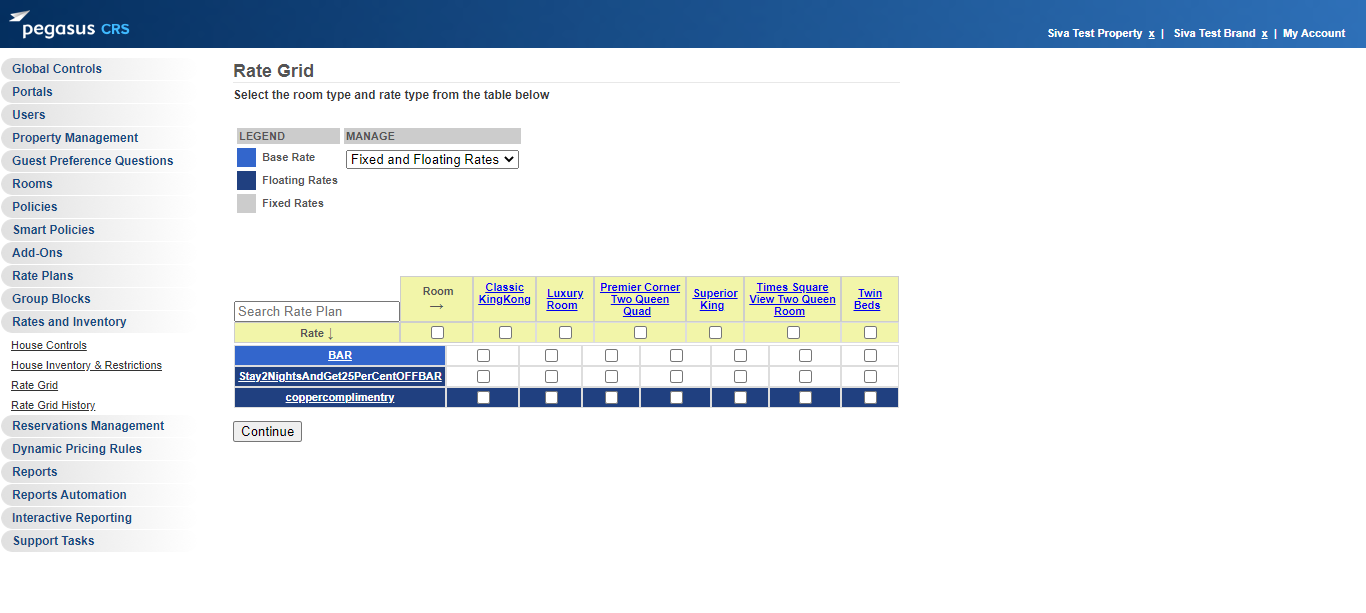 pegasus CRS
Siva Test Property x | Siva Test Brand x | My Account
Global Controls
Portals
Users
Property Management
Guest Preference Questions
Rooms
Policies
Smart Policies
Add-Ons
Rate Plans
Group Blocks
Rates and Inventory
House Controls
House Inventory & Restrictions
Rate Grid
Rate Grid History
Reservations Management
Dynamic Pricing Rules
Reports
Reports Automation
Interactive Reporting
Support Tasks
Rate Grid
Select the room type and rate type from the table below
LEGEND
Base Rate
Floating Rates
Fixed Rates
MANAGE
Fixed and Floating Rates
Search Rate Plan
Room
→
Classic
KingKong
Luxury
Room
Premier Corner
Two Queen
Quad
Superior
King
Times Square
View Two Queen
Room
Twin
Beds
Rate ↓
BAR
Stay2NightsAndGet25PerCentOFFBAR
coppercomplimentry
Continue